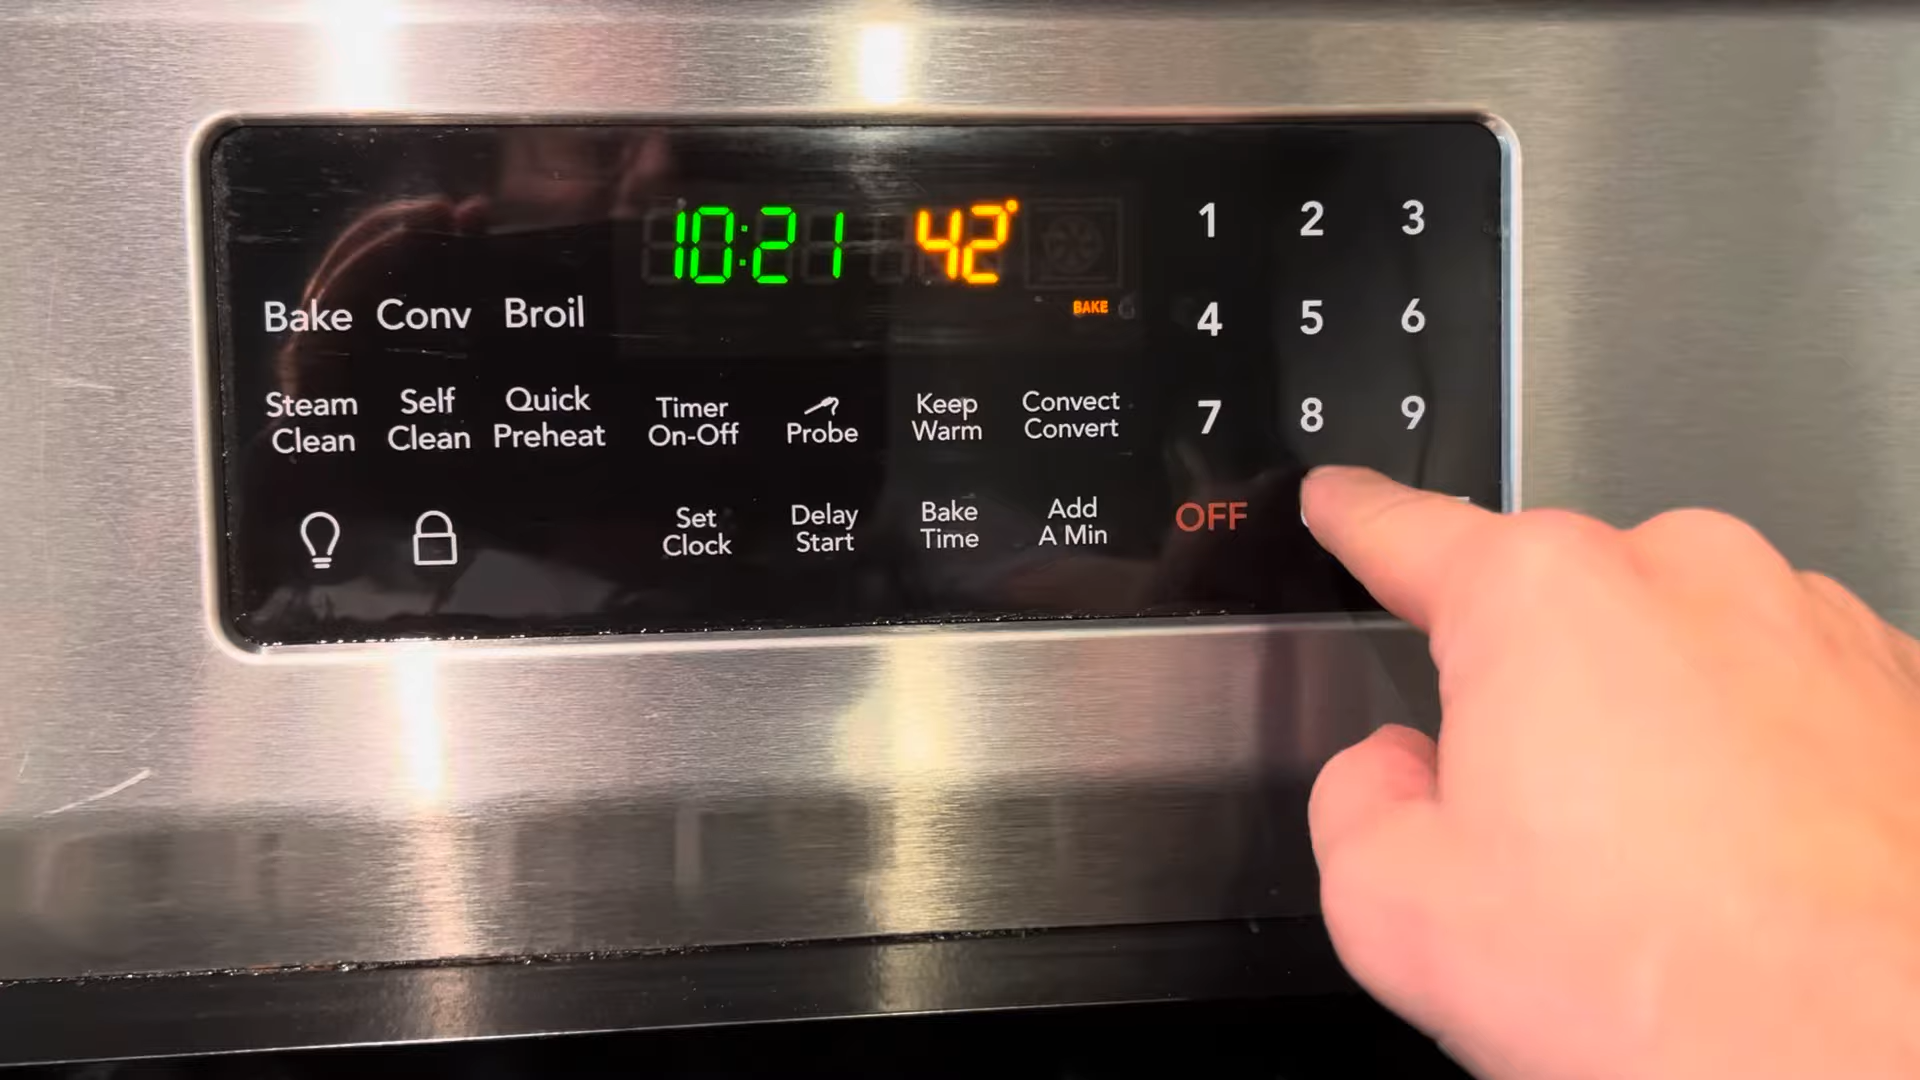 10:21 42°
BAKE
1 2 3
Bake Conv Broil
4 5 6
Steam Clean
Self Clean
Quick Preheat
Timer On-Off
Probe
Keep Warm
Convect Convert
7 8 9
Set Clock
Delay Start
Bake Time
Add A Min
OFF